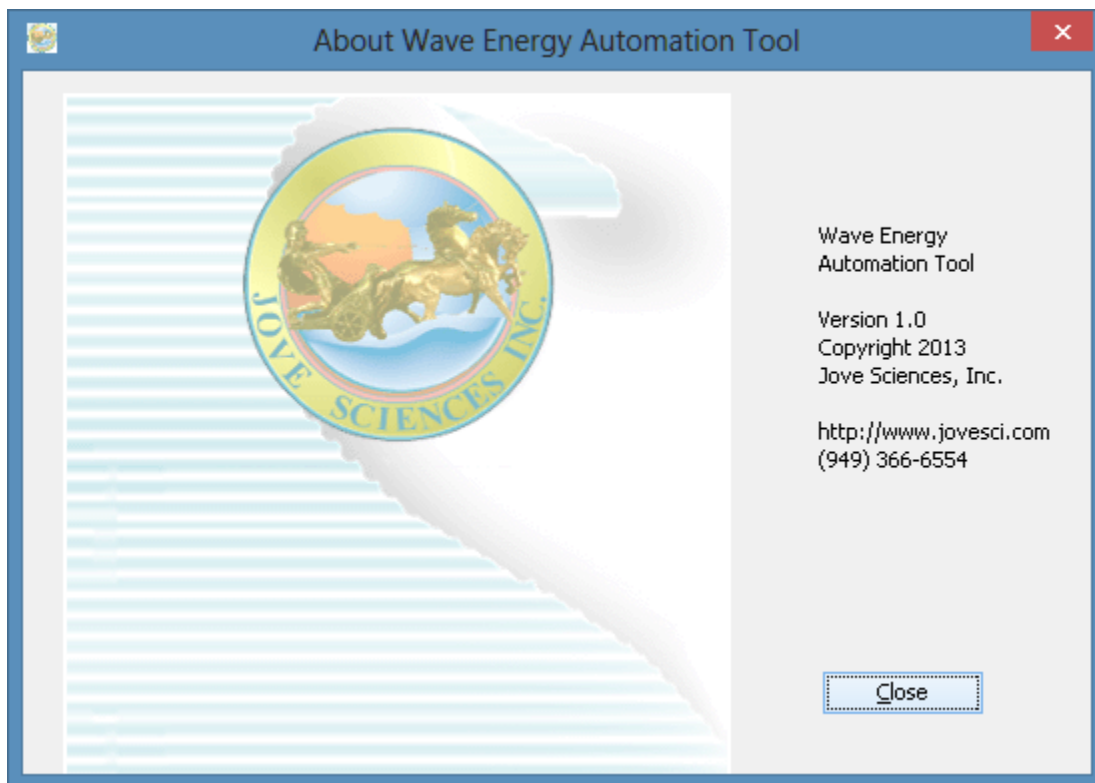 About Wave Energy Automation Tool
JOVE SCIENCES INC.
Wave Energy
Automation Tool
Version 1.0
Copyright 2013
Jove Sciences, Inc.
http://www.jovesci.com
(949) 366-6554
Close